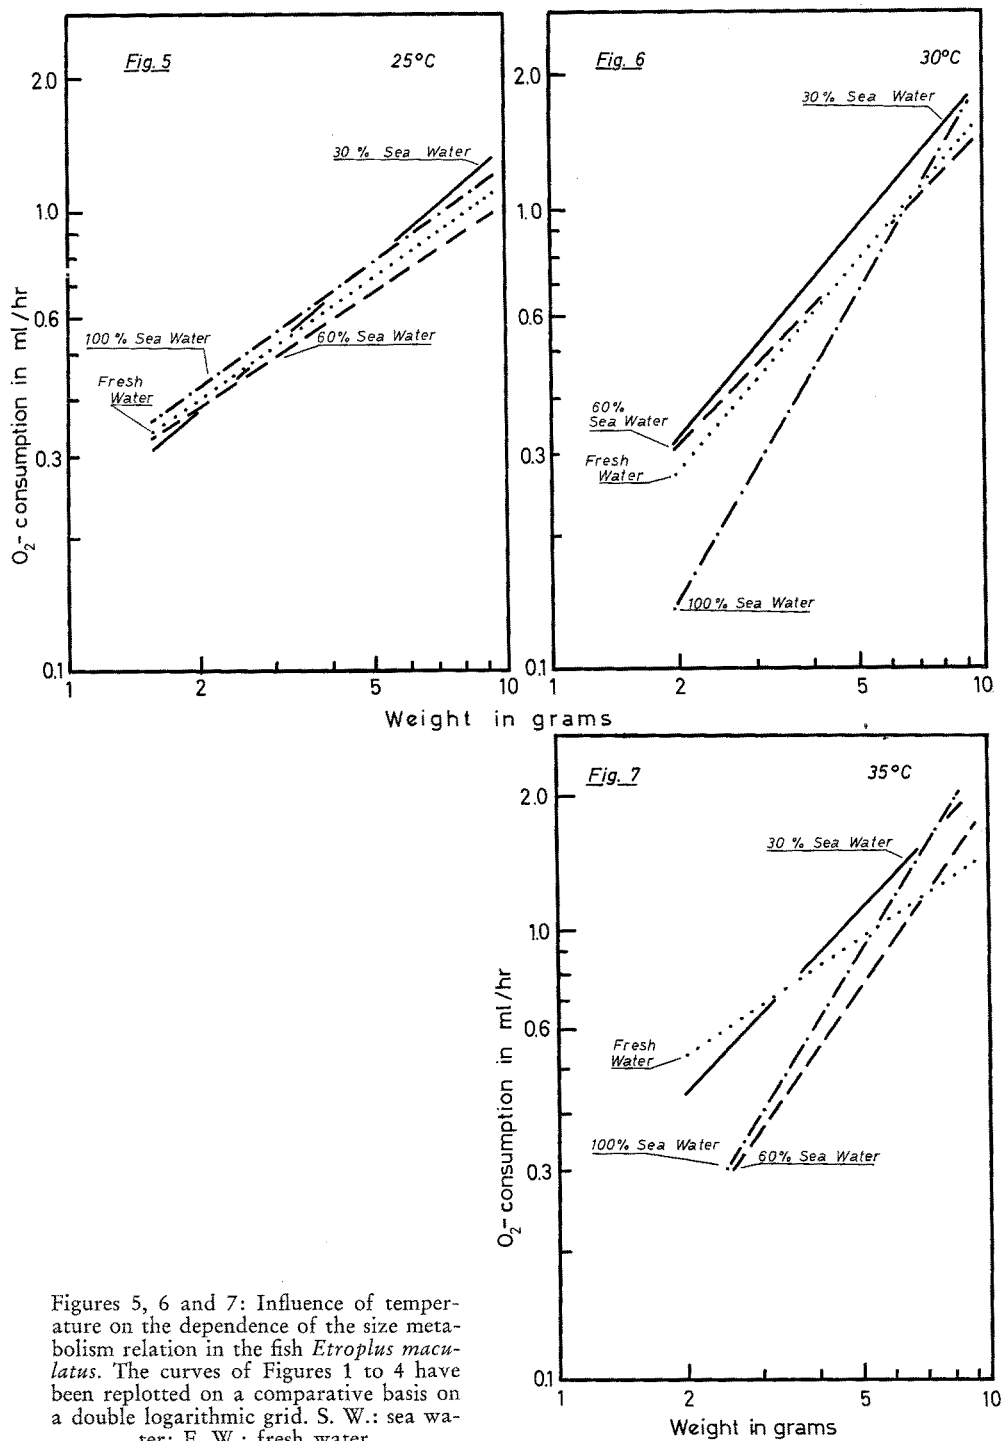 Fig. 5
25°C
2.0
1.0
0.6
0.3
0.1
30 % Sea Water
100 % Sea Water
60% Sea Water
Fresh
Water
1 2 5 10
O2- consumption in ml/hr
Fig. 6
30°C
2.0
1.0
0.6
0.3
0.1
30 % Sea Water
60%
Sea Water
Fresh
Water
100 % Sea Water
1 2 5 10
Weight in grams
Fig. 7
35°C
2.0
1.0
0.6
0.3
0.1
30 % Sea Water
Fresh
Water
100% Sea Water
60% Sea Water
O2- consumption in ml/hr
1 2 5 10
Weight in grams
Figures 5, 6 and 7: Influence of temper-
ature on the dependence of the size meta-
bolism relation in the fish Etroplus macu-
latus. The curves of Figures 1 to 4 have
been replotted on a comparative basis on
a double logarithmic grid. S. W.: sea wa-
ter; F. W.: fresh water